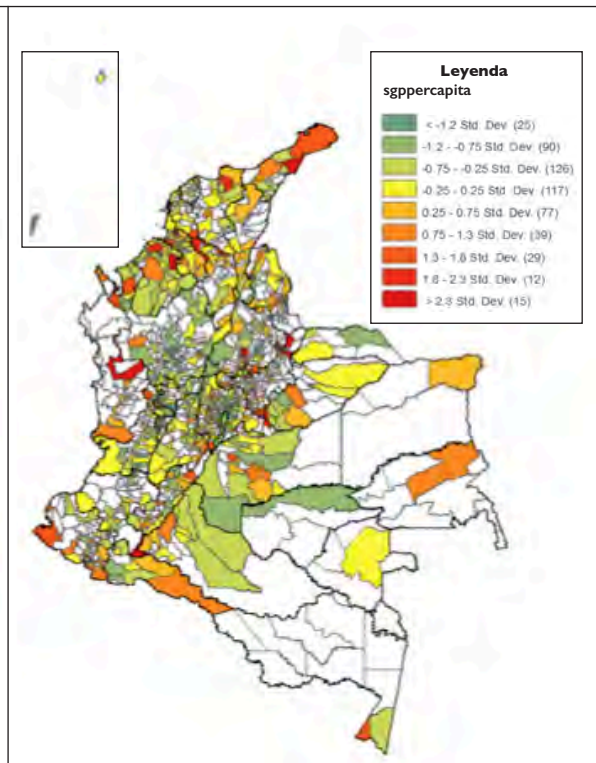 Leyenda
sgppercapita
< -1.2 Std. Dev. (25)
-1.2 - -0.75 Std. Dev. (90)
-0.75 - -0.25 Std. Dev. (126)
-0.25 - 0.25 Std. Dev. (117)
0.25 - 0.75 Std. Dev. (77)
0.75 - 1.3 Std. Dev. (39)
1.3 - 1.8 Std. Dev. (29)
1.8 - 2.3 Std. Dev. (12)
> 2.3 Std. Dev. (15)